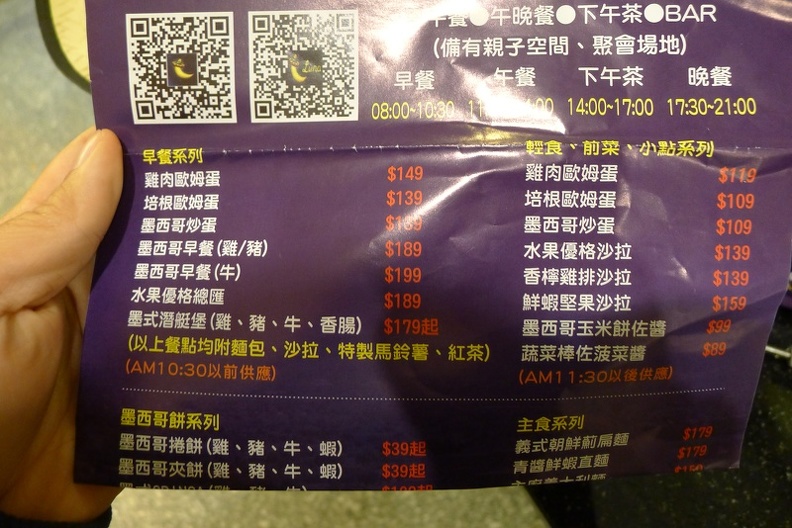 午晚餐●下午茶●BAR
(備有親子空間、聚會場地)
早餐 午餐 下午茶 晚餐
08:00~10:30 14:00~17:00 17:30~21:00
早餐系列
雞肉歐姆蛋 $149
培根歐姆蛋 $139
墨西哥炒蛋
墨西哥早餐(雞/豬) $189
墨西哥早餐(牛) $199
水果優格總匯 $189
墨式潛艇堡(雞、豬、牛、香腸) $179起
(以上餐點均附麵包、沙拉、特製馬鈴薯、紅茶)
(AM10:30以前供應)
輕食、前菜、小點系列
雞肉歐姆蛋 $119
培根歐姆蛋 $109
墨西哥炒蛋 $109
水果優格沙拉 $139
香檸雞排沙拉 $139
鮮蝦堅果沙拉 $159
墨西哥玉米餅佐醬 $99
蔬菜棒佐菠菜醬 $89
(AM11:30以後供應)
墨西哥餅系列
墨西哥捲餅(雞、豬、牛、蝦) $39起
墨西哥夾餅(雞、豬、牛、蝦) $39起
主食系列
義式朝鮮薊扁麵 $179
青醬鮮蝦直麵 $179